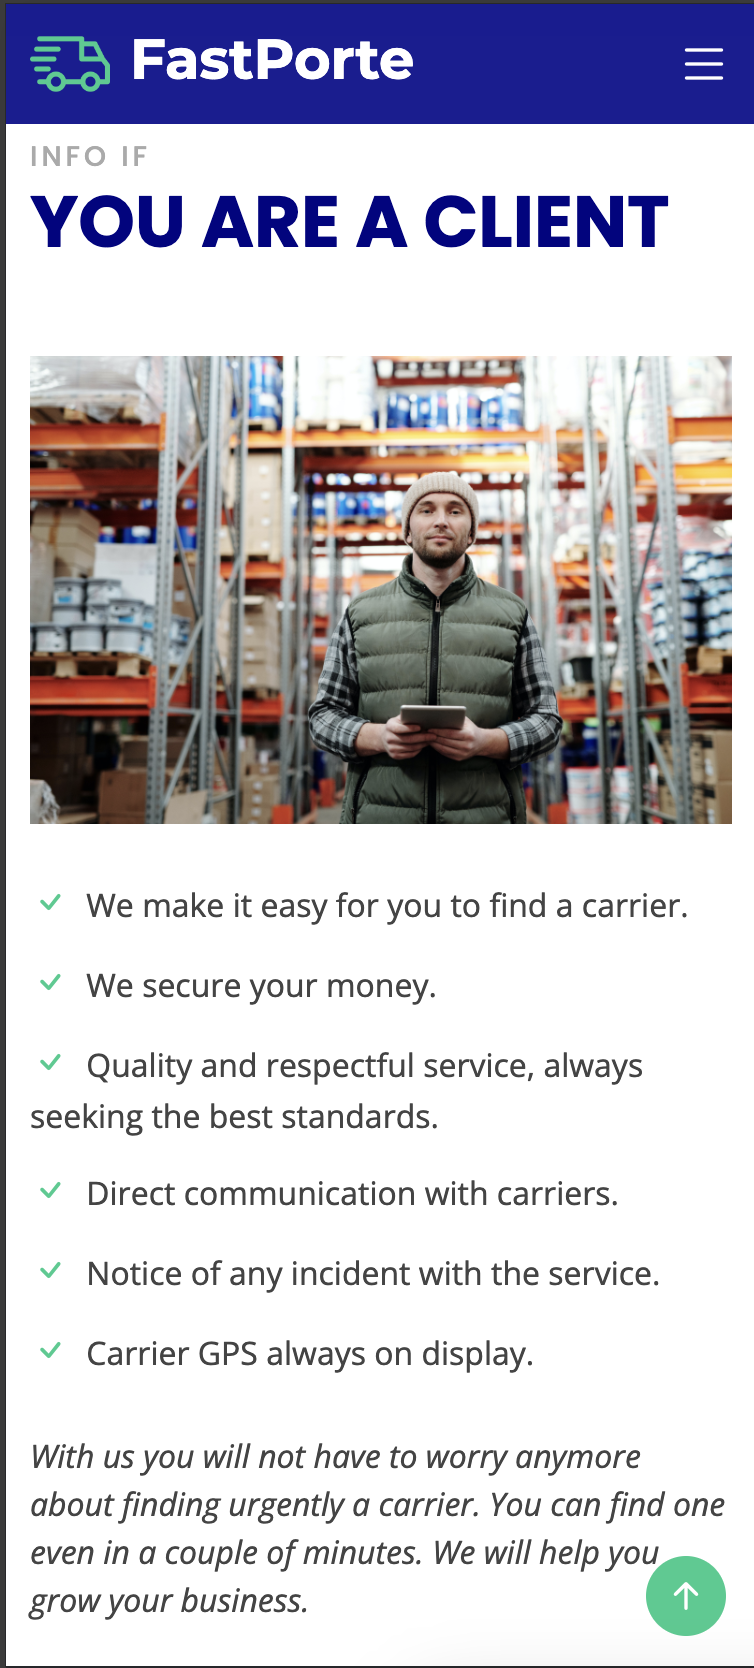 FastPorte
INFO IF
YOU ARE A CLIENT
We make it easy for you to find a carrier.
We secure your money.
Quality and respectful service, always
seeking the best standards.
Direct communication with carriers.
Notice of any incident with the service.
Carrier GPS always on display.
With us you will not have to worry anymore
about finding urgently a carrier. You can find one
even in a couple of minutes. We will help you
grow your business.